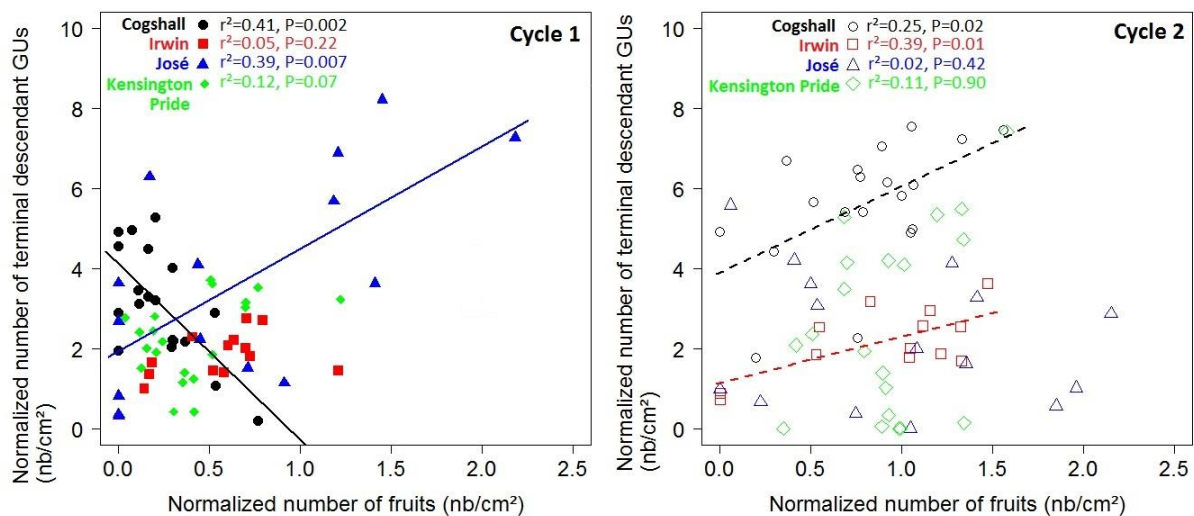 Cogshall r²=0.41, P=0.002
Irwin r²=0.05, P=0.22
José r²=0.39, P=0.007
Kensington Pride r²=0.12, P=0.07
Cycle 1
Normalized number of terminal descendant GUs (nb/cm²)
10
8
6
4
2
0
0.0 0.5 1.0 1.5 2.0 2.5
Normalized number of fruits (nb/cm²)
Cogshall r²=0.25, P=0.02
Irwin r²=0.39, P=0.01
José r²=0.02, P=0.42
Kensington Pride r²=0.11, P=0.90
Cycle 2
Normalized number of terminal descendant GUs (nb/cm²)
10
8
6
4
2
0
0.0 0.5 1.0 1.5 2.0 2.5
Normalized number of fruits (nb/cm²)